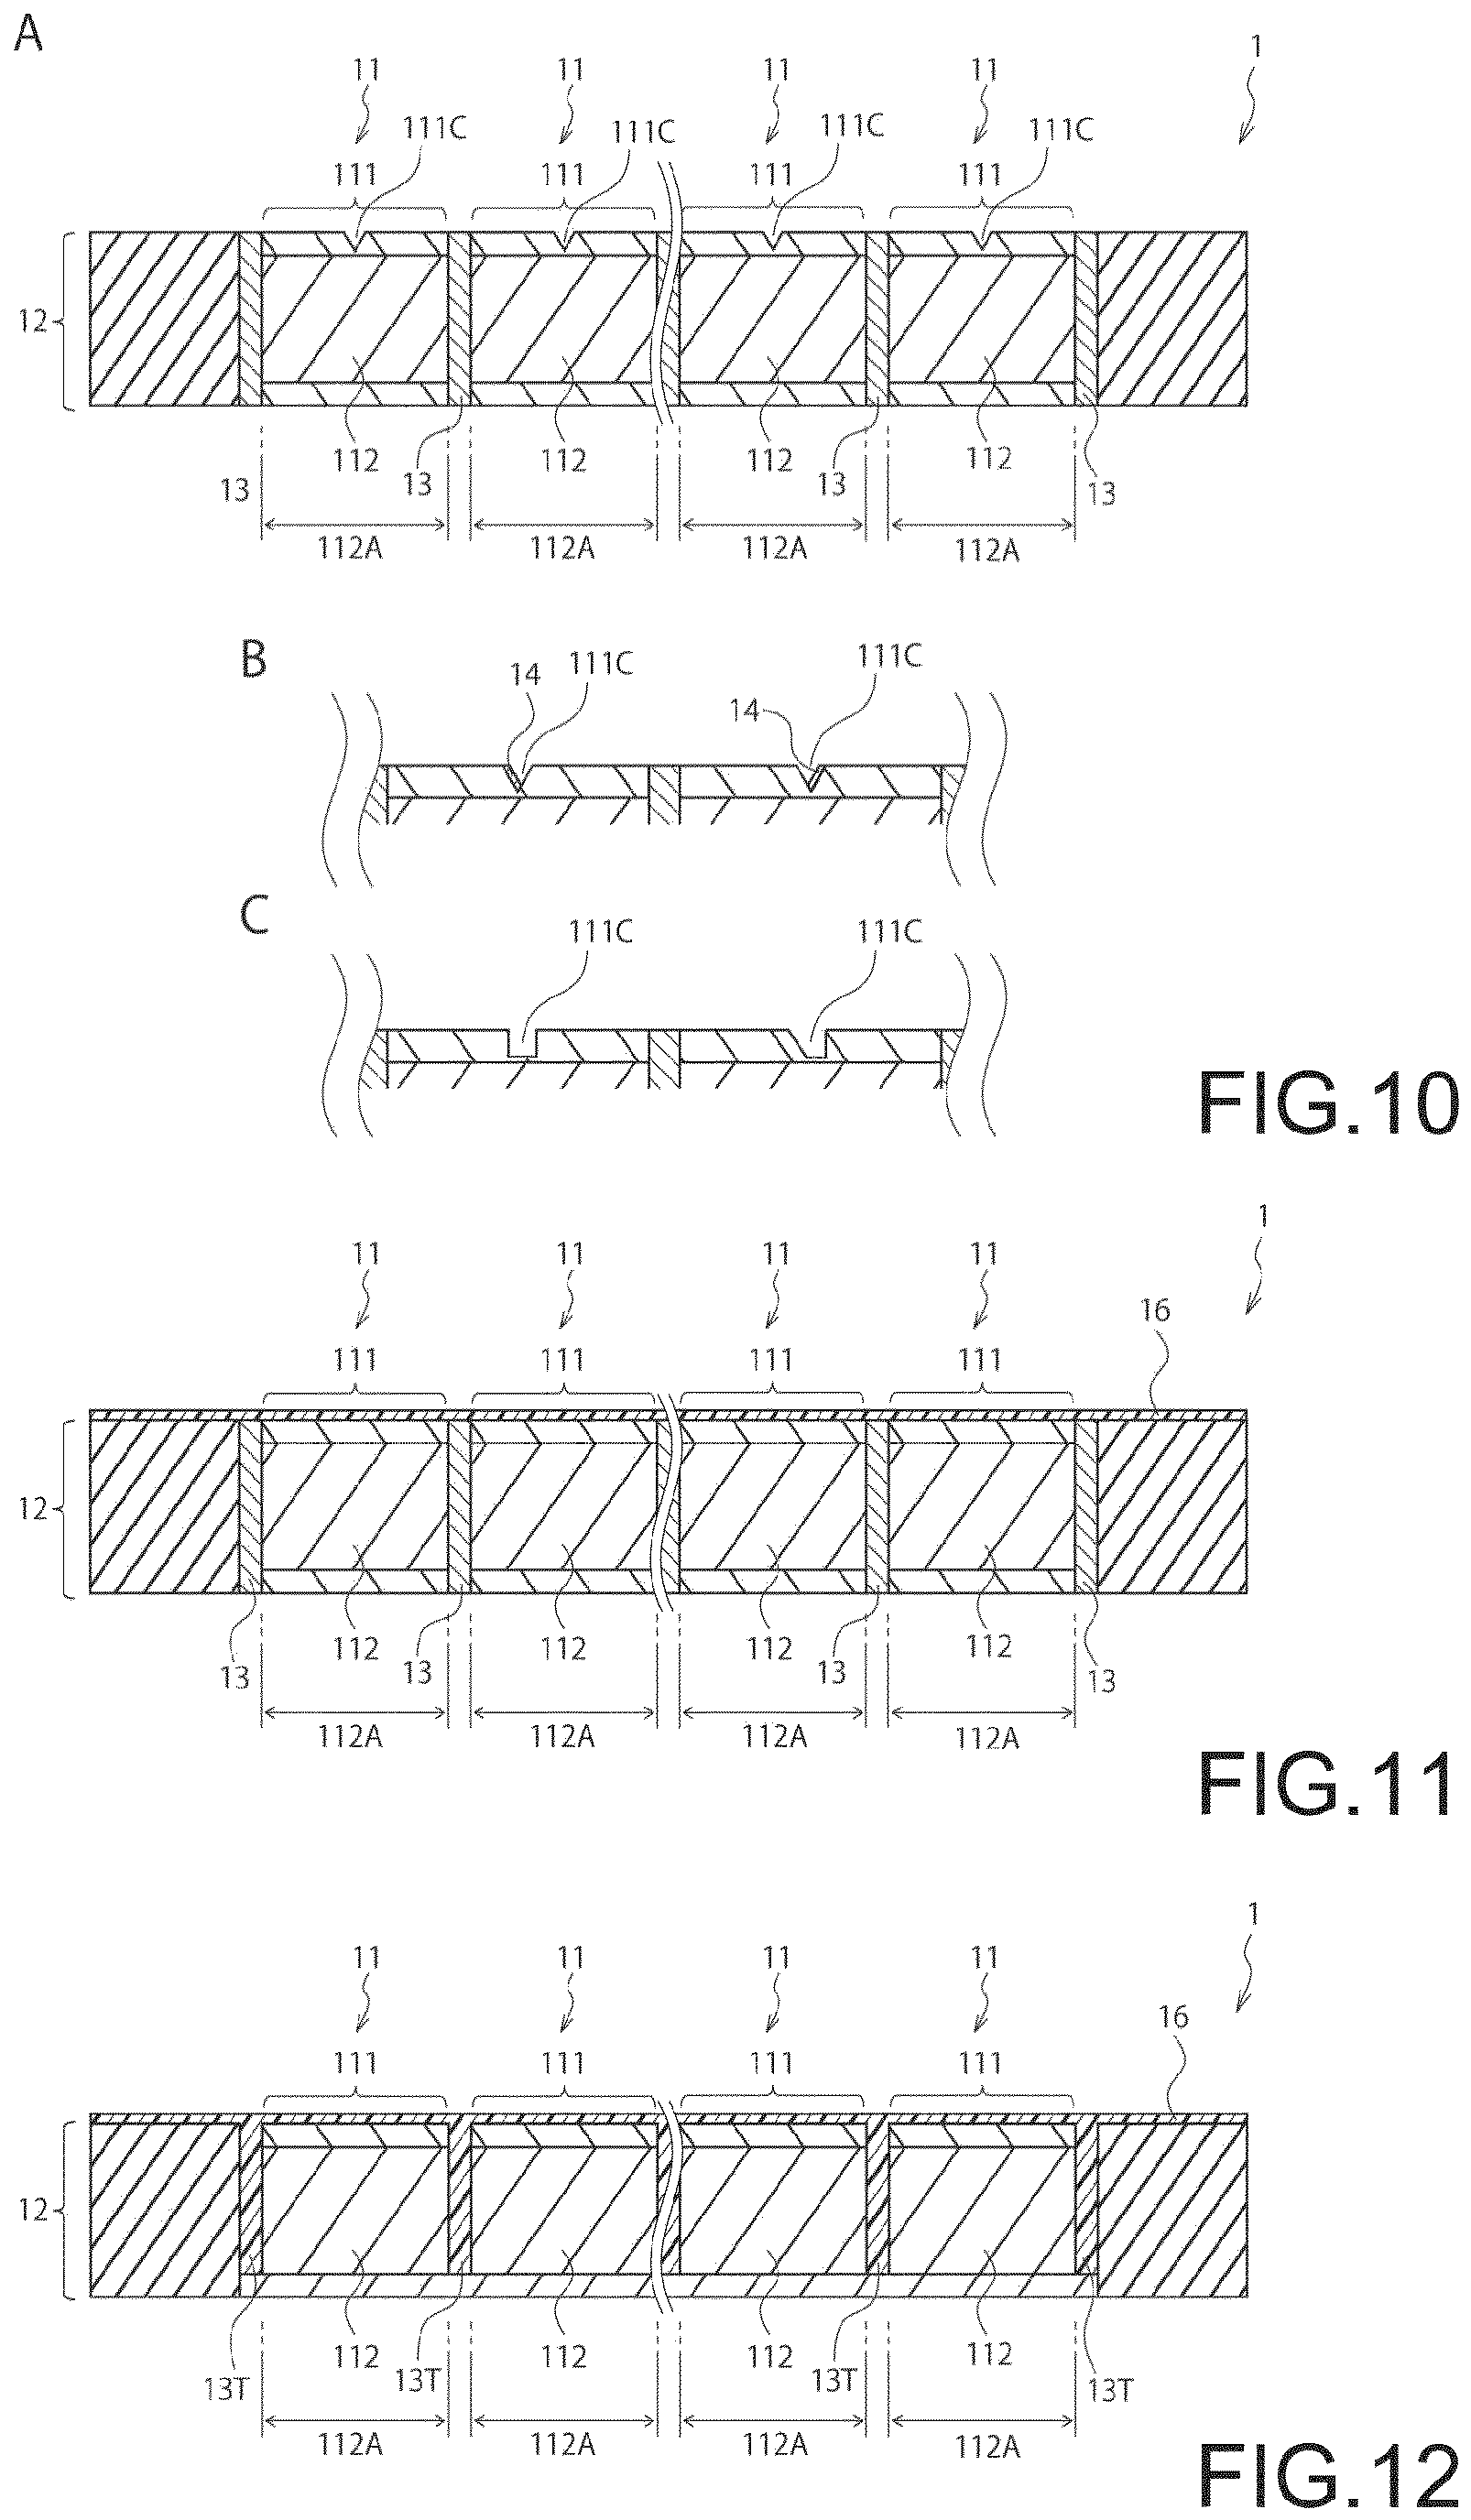 A
1
11 11 11 11
111C 111C 111C 111C
111 111 111 111
12
112 13 112 112 13 112 13
13
112A 112A 112A 112A
B
14 111C 14 111C
C
111C 111C
FIG.10
1
11 11 11 11
16
111 111 111 111
12
13 112 13 112 112 13 112 13
112A 112A 112A 112A
FIG.11
1
11 11 11 11
16
111 111 111 111
12
13T 112 13T 112 112 13T 112 13T
112A 112A 112A 112A
FIG.12